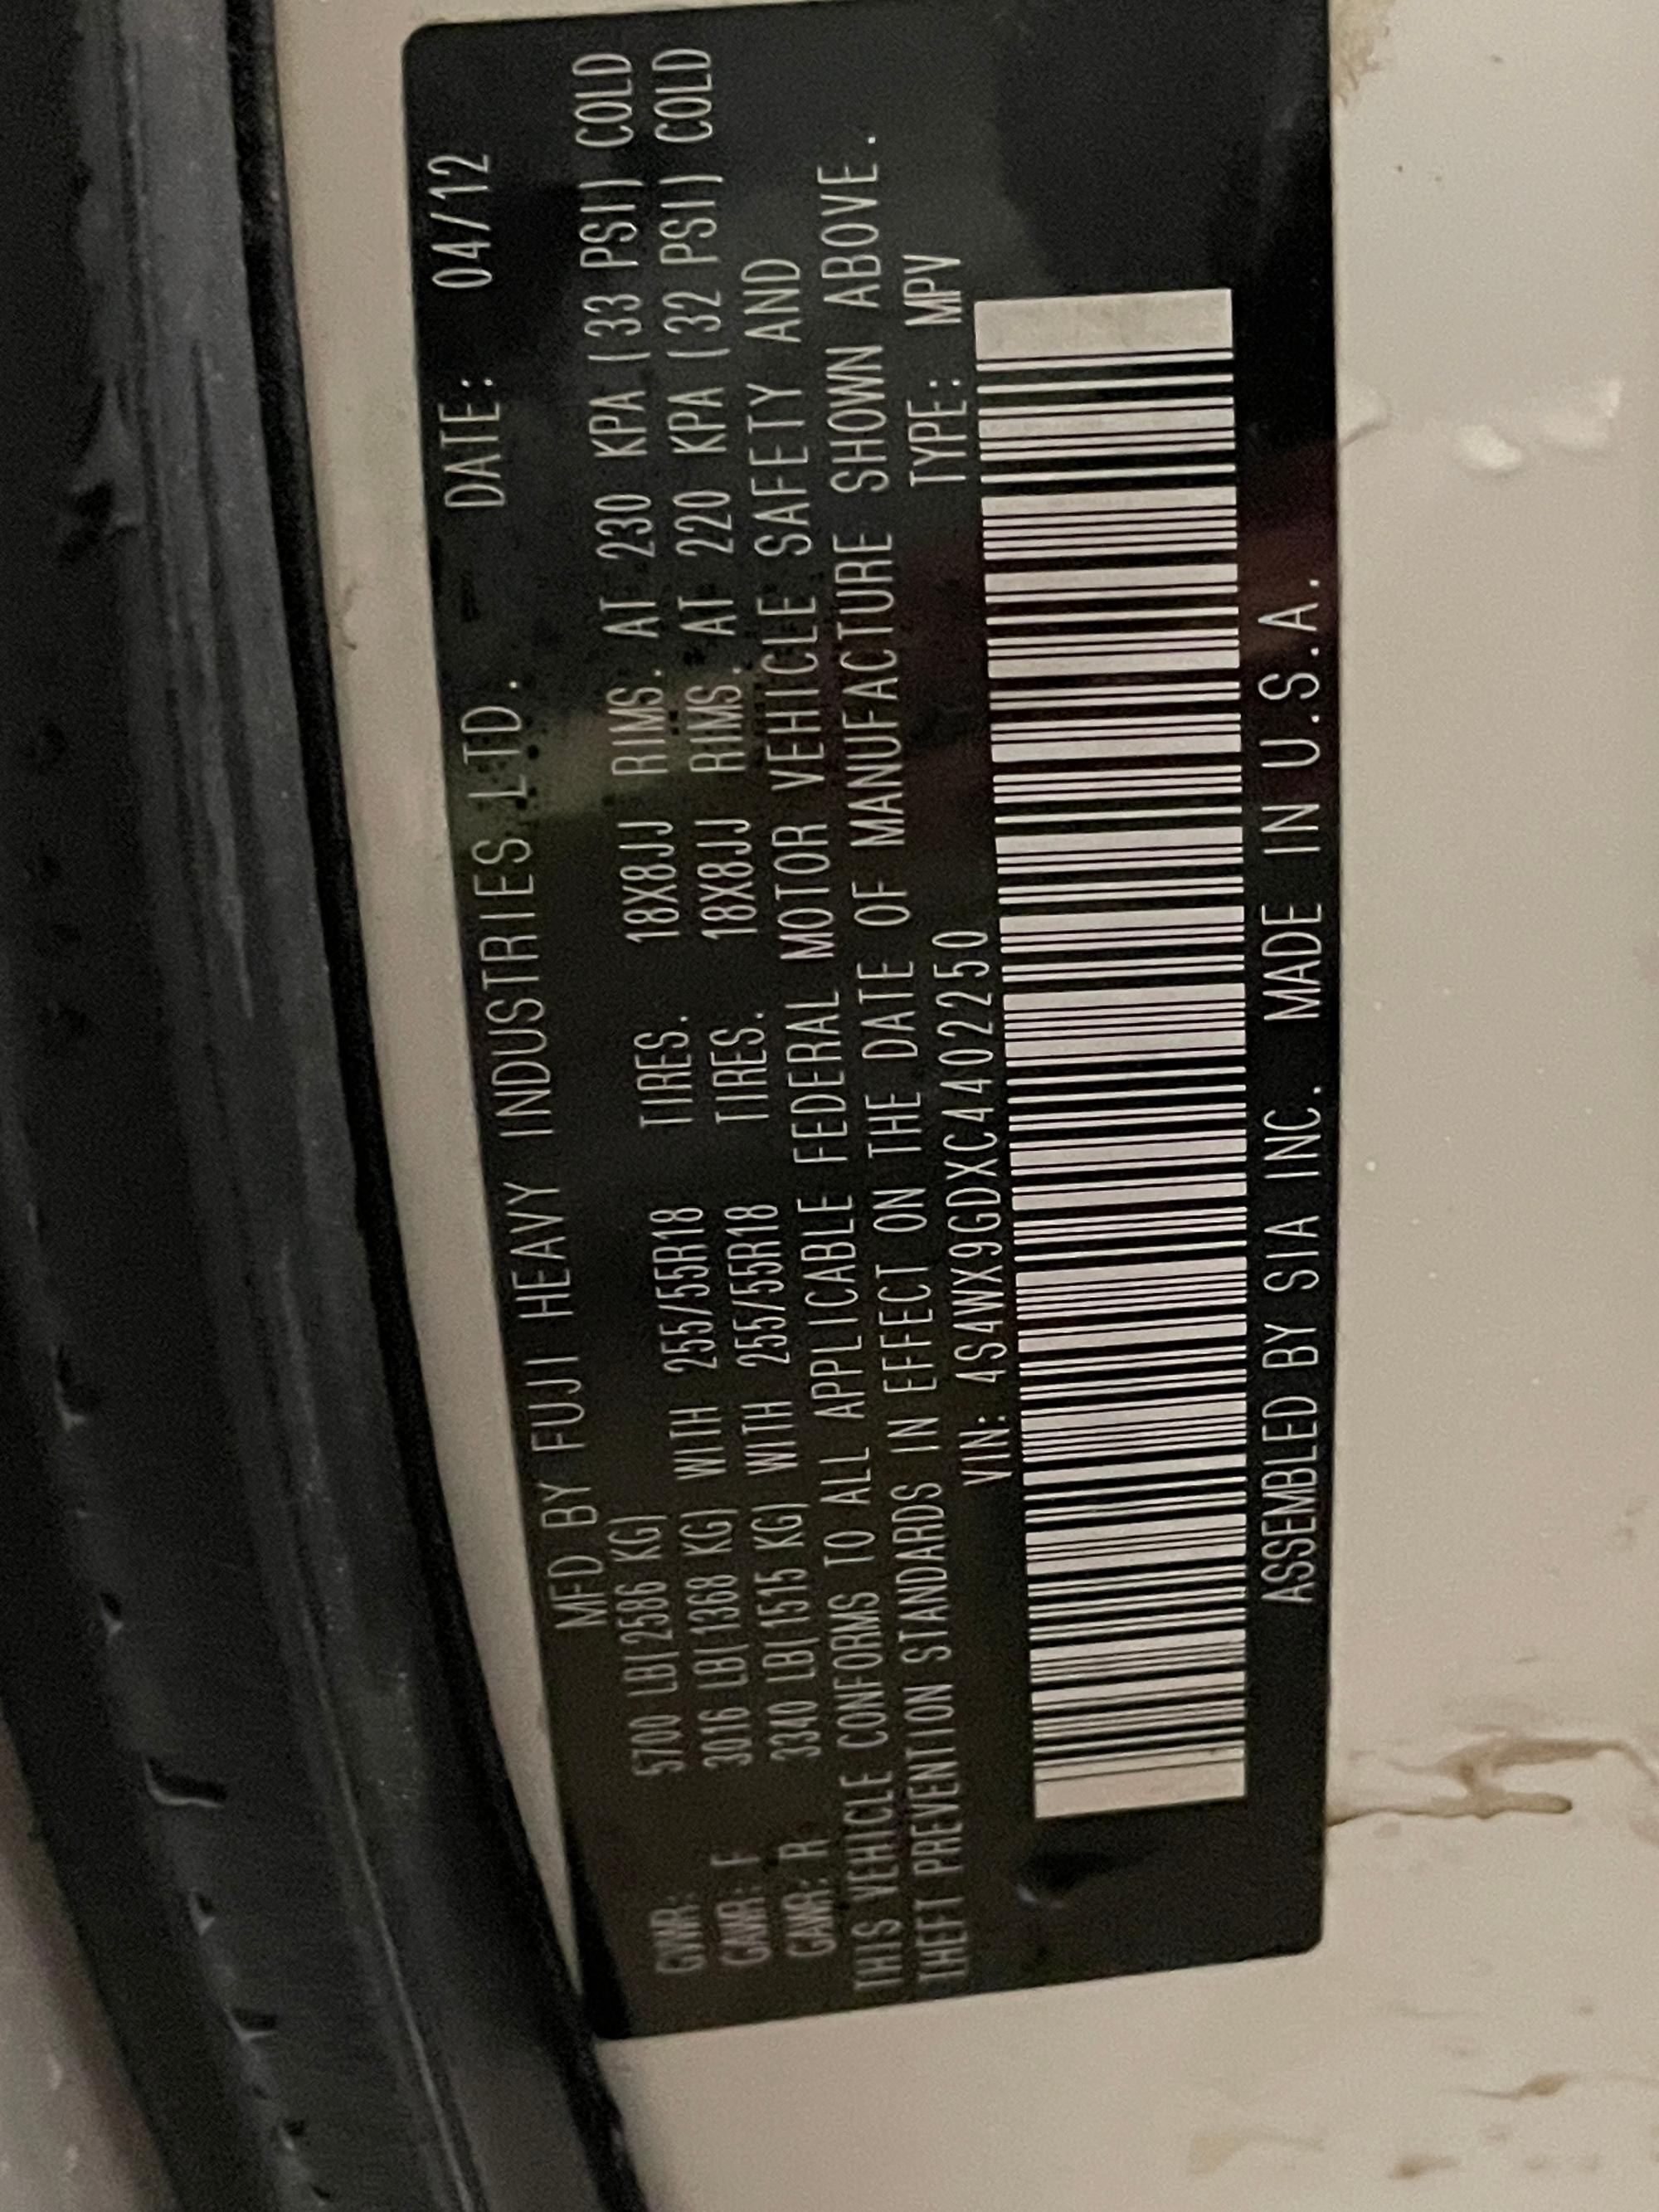 MFD BY FUJI HEAVY INDUSTRIES LTD. DATE: 04/12
GVWR: 5700 LB(2586 KG)
GAWR: F 3016 LB(1368 KG) WITH 255/55R18 TIRES. 18X8JJ RIMS. AT 230 KPA (33 PSI) COLD
GAWR: R 3340 LB(1515 KG) WITH 255/55R18 TIRES. 18X8JJ RIMS. AT 220 KPA (32 PSI) COLD
THIS VEHICLE CONFORMS TO ALL APPLICABLE FEDERAL MOTOR VEHICLE SAFETY AND
THEFT PREVENTION STANDARDS IN EFFECT ON THE DATE OF MANUFACTURE SHOWN ABOVE.
VIN: 4S4WX9GDXC4402250 TYPE: MPV
ASSEMBLED BY SIA INC. MADE IN U.S.A.